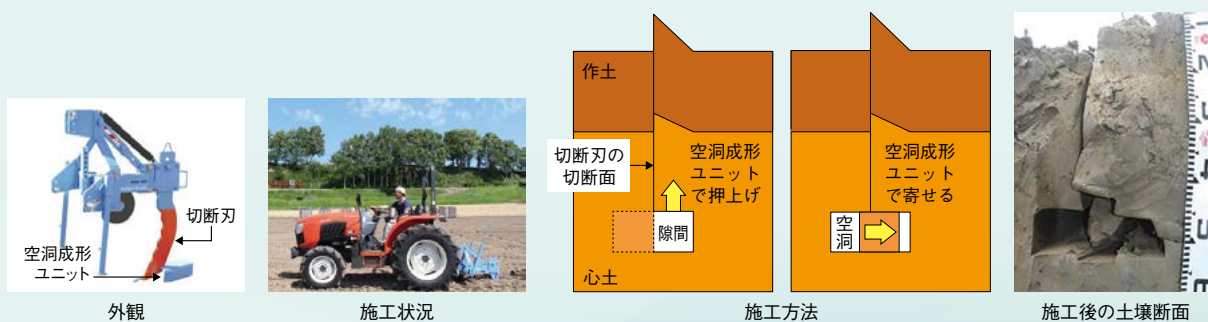 切断刃
空洞成形
ユニット
外観
施工状況
作土
切断刃の
切断面
空洞成形
ユニット
で押上げ
隙間
心土
空洞成形
ユニット
で寄せる
空洞
施工方法
施工後の土壌断面